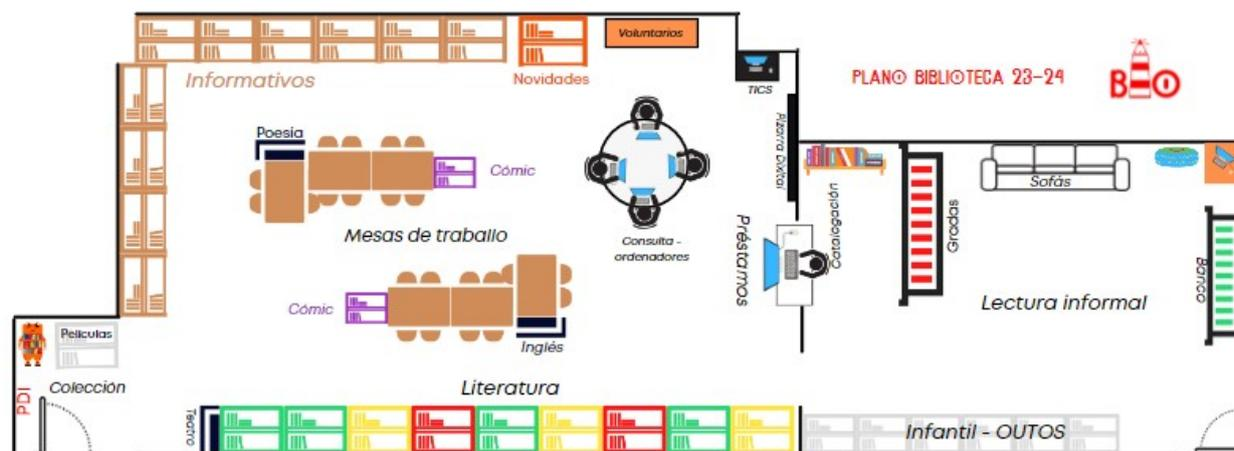 Voluntarios
Informativos
Novidades
TICS
PLANO BIBLIOTECA 23-24
B O
Poesía
Cómic
Pizarra Dixital
Catalogación
Sofás
Gradas
Mesas de traballo
Consulta -
ordenadores
Préstamos
Banco
Cómic
Lectura informal
Inglés
Películas
Colección
PDI
Literatura
Teatro
Infantil - OUTOS